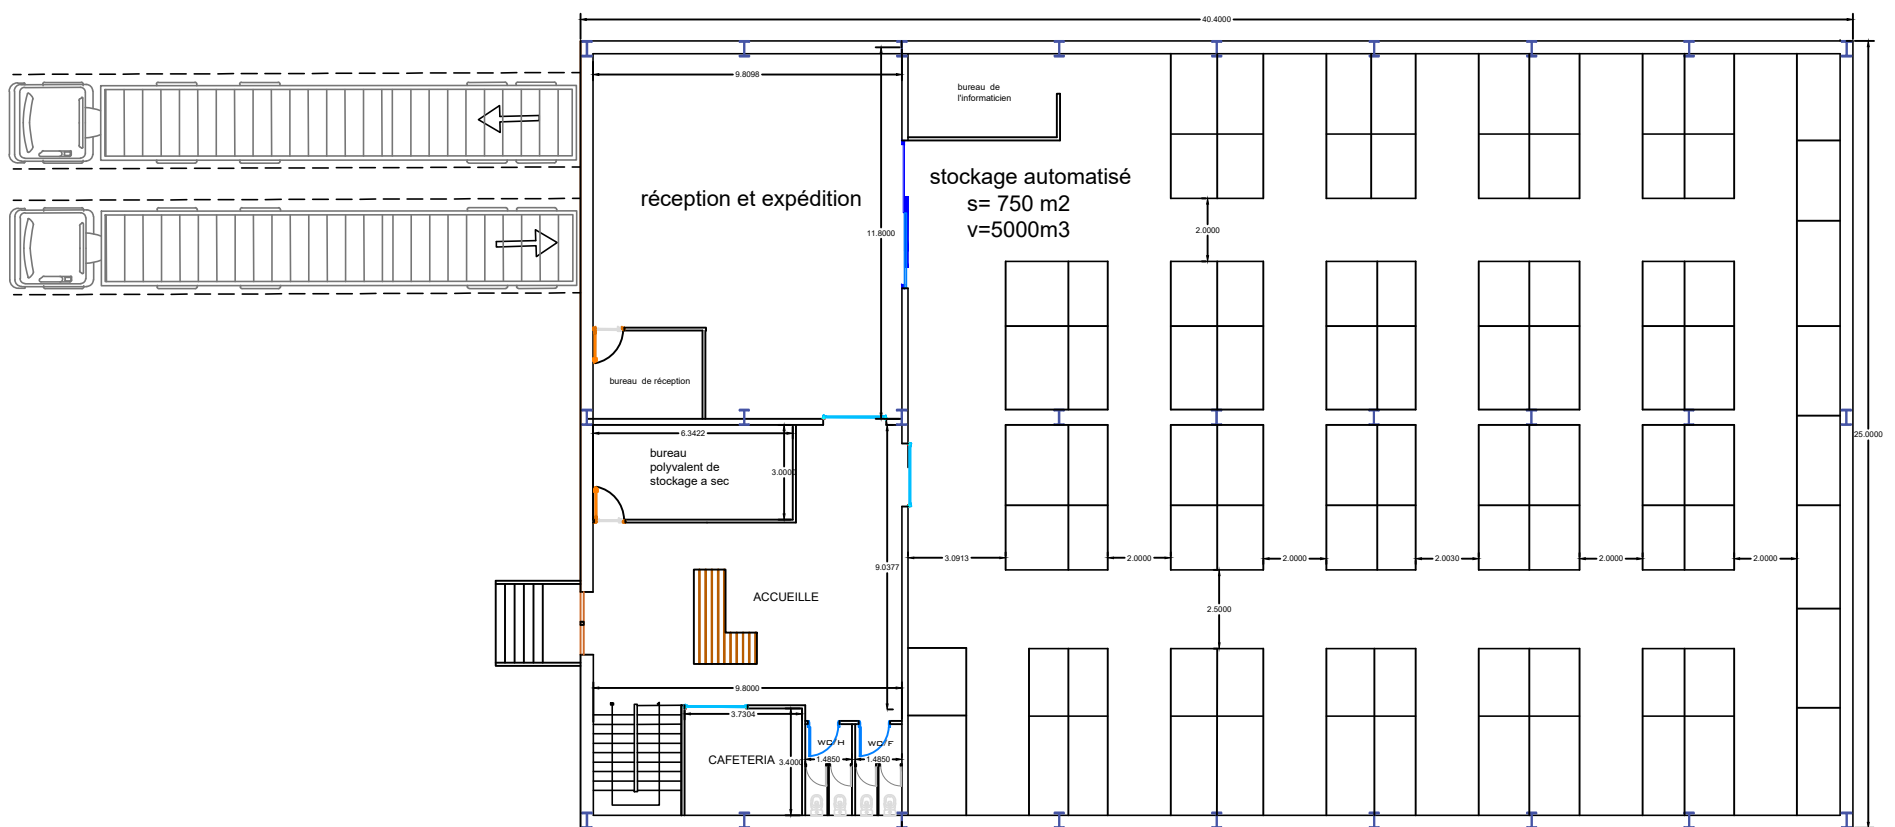 40.4000
9.8098
bureau de
l'informaticien
réception et expédition
stockage automatisé
s= 750 m2
v=5000m3
11.8000
2.0000
bureau de réception
25.0000
6.3422
bureau
polyvalent de
stockage a sec
3.0000
3.0913
2.0000
2.0000
2.0030
2.0000
2.0000
9.0377
ACCUEILLE
2.5000
9.8000
3.7304
WC/H
WC/F
CAFETERIA
3.4000
1.4850
1.4850